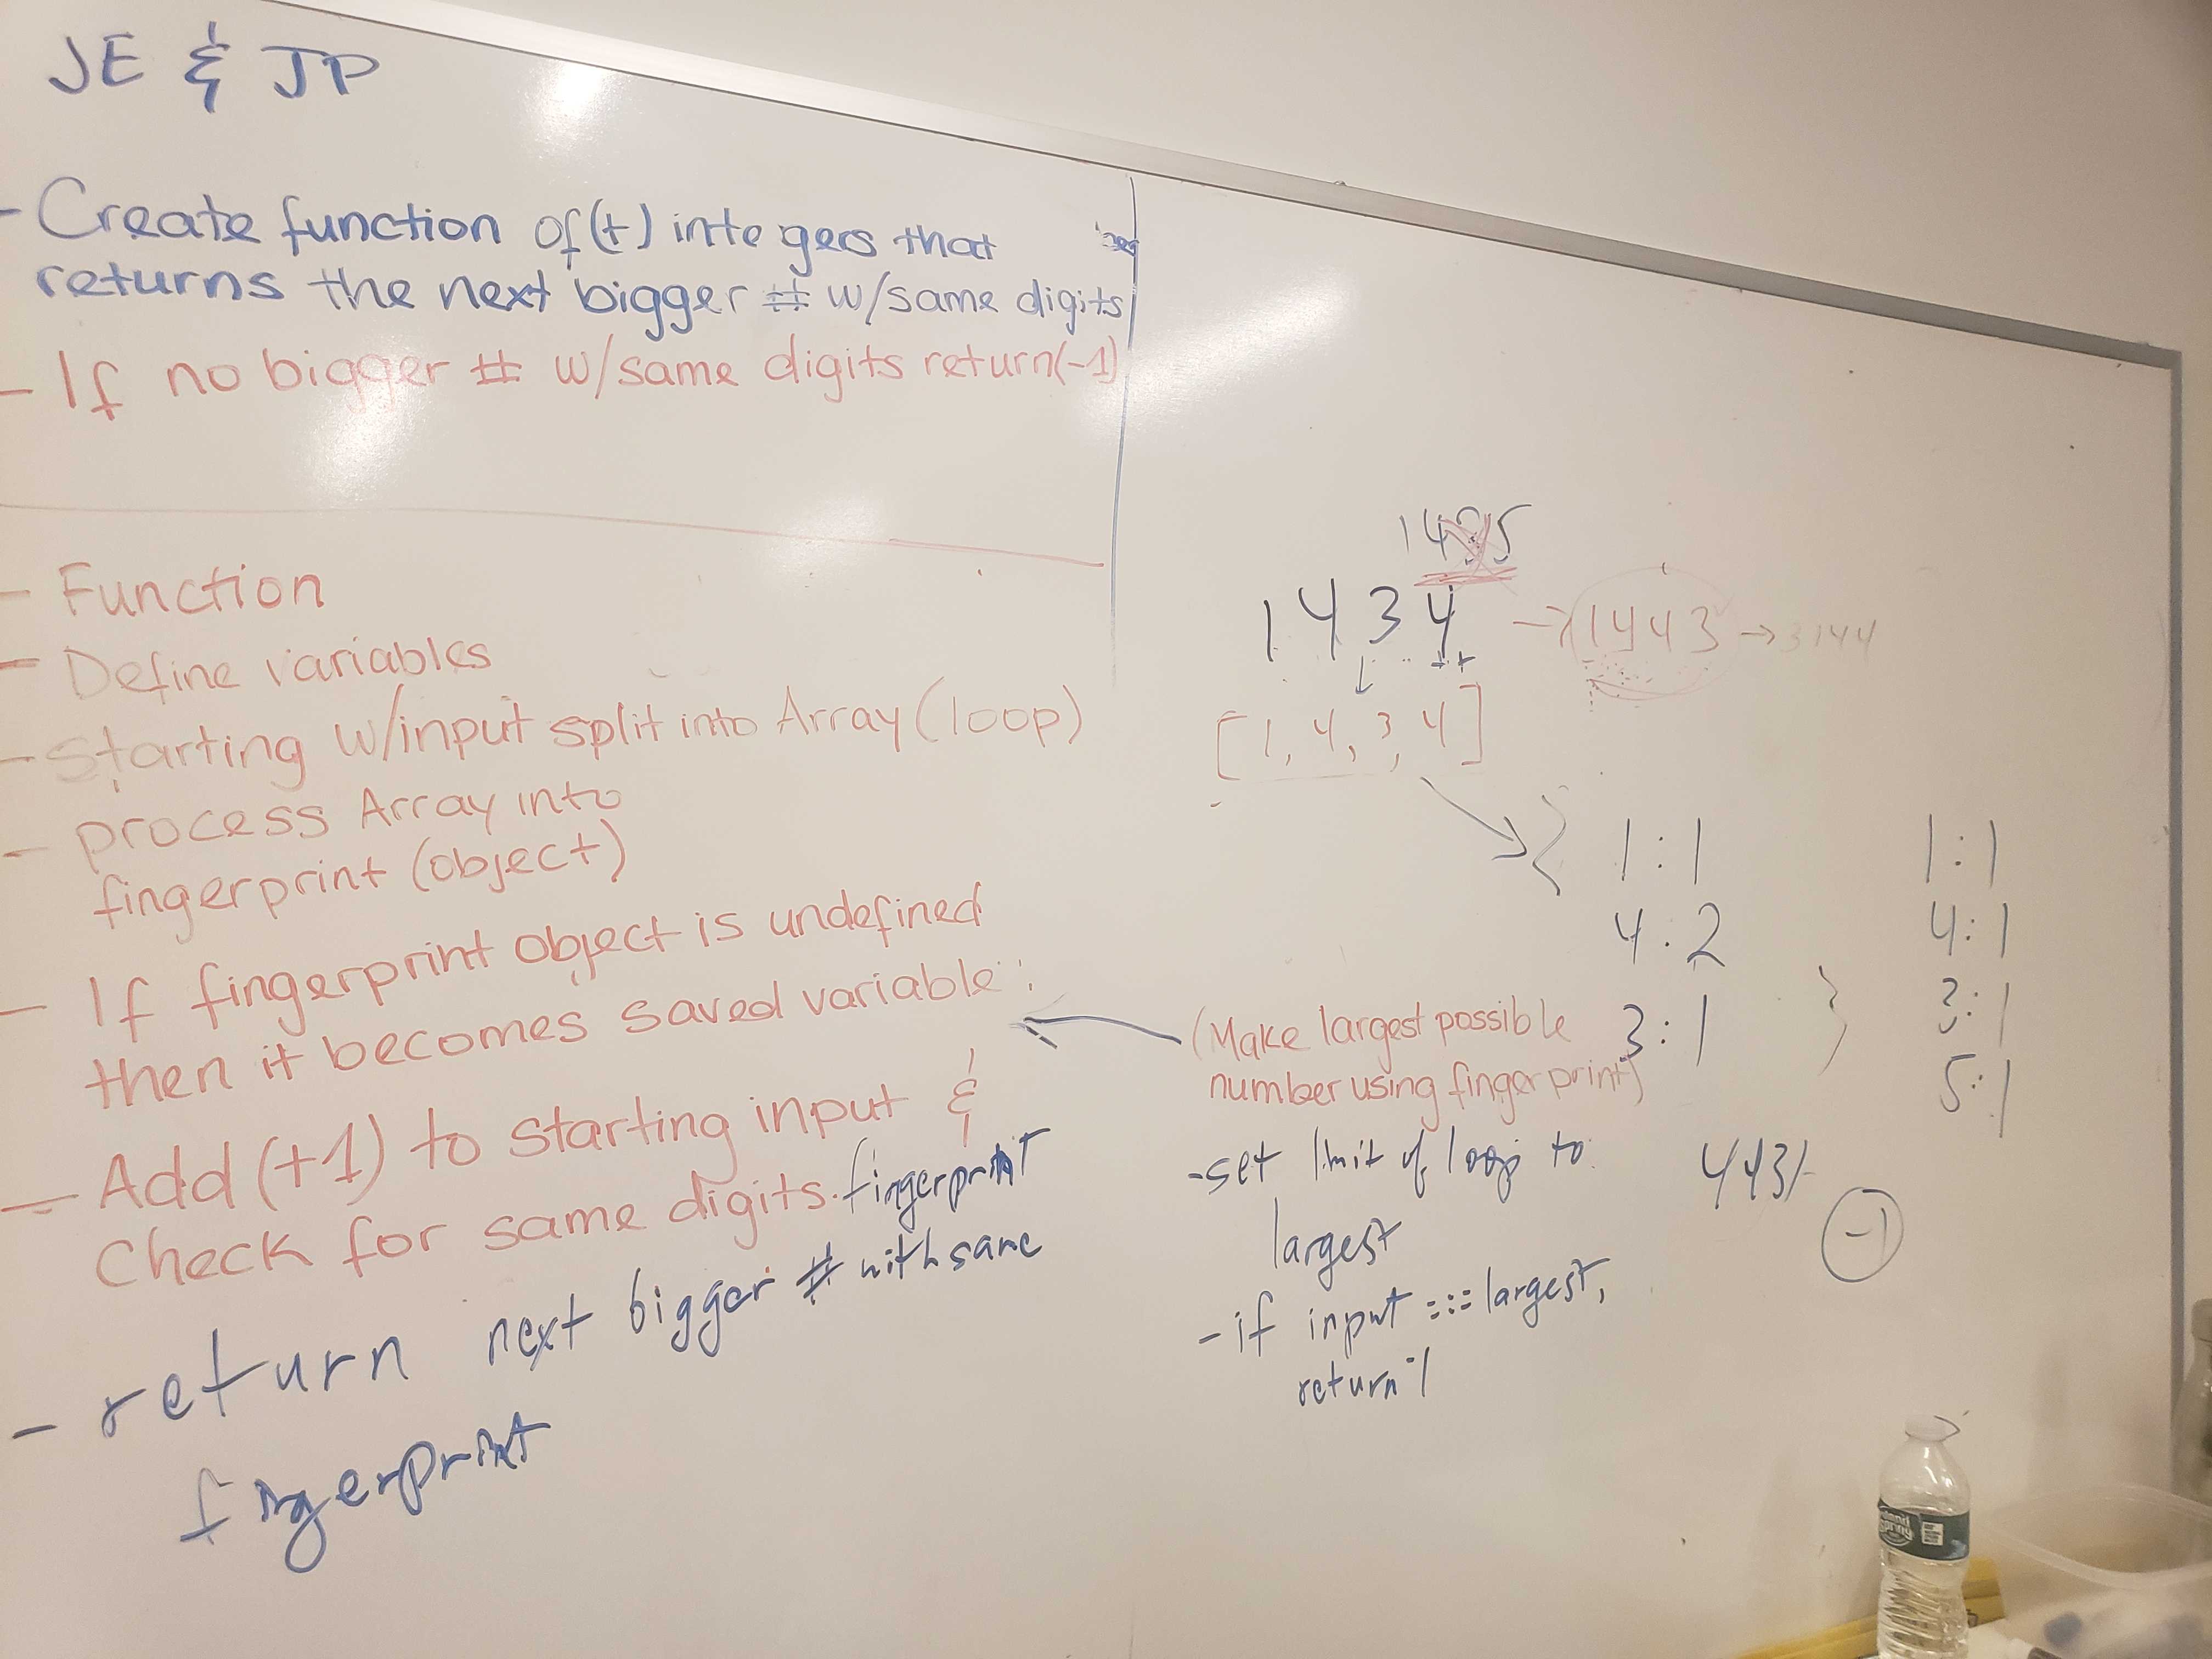 JE & JP
- Create function of (+) integers that
returns the next bigger # w/same digits
- If no bigger # w/same digits return(-1)
- Function
- Define variables
- Starting w/input split into Array (loop)
- process Array into
fingerprint (object)
- If fingerprint object is undefined
then it becomes saved variable
- Add (+1) to starting input &
Check for same digits. fingerprint
- return next bigger # with same
fingerprint
1435
1434 → 1443 → 3144
++
[1, 4, 3, 4]
{ 1:1
4:2
3:1 }
1:1
4:1
3:1
5:1
(Make largest possible
number using fingerprint)
- set limit of loop to
largest
- if input === largest,
return -1
4431
-1